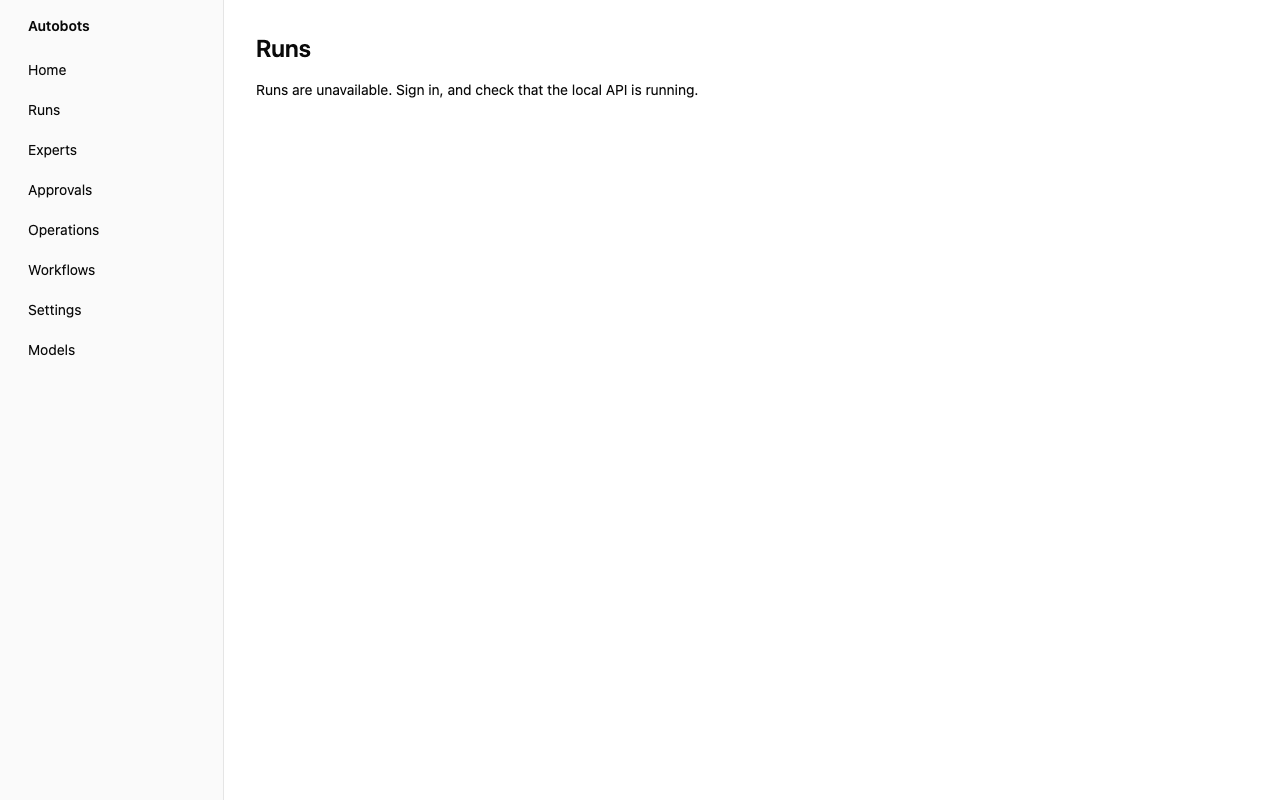 Autobots
Home
Runs
Experts
Approvals
Operations
Workflows
Settings
Models
Runs
Runs are unavailable. Sign in, and check that the local API is running.